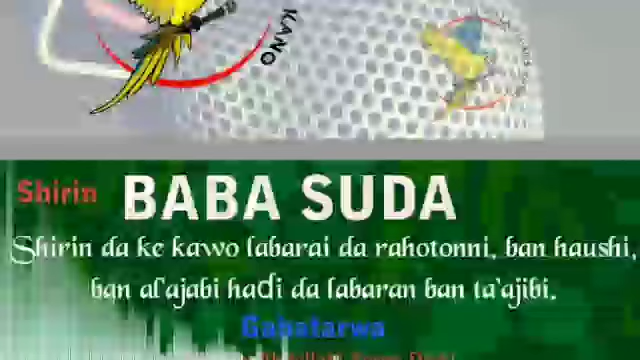 KANO
Shirin BABA SUDA
Shirin da ke kawo labarai da rahotonni, ban haushi,
ban al'ajabi hadi da labaran ban ta'ajibi.
Gabatarwa